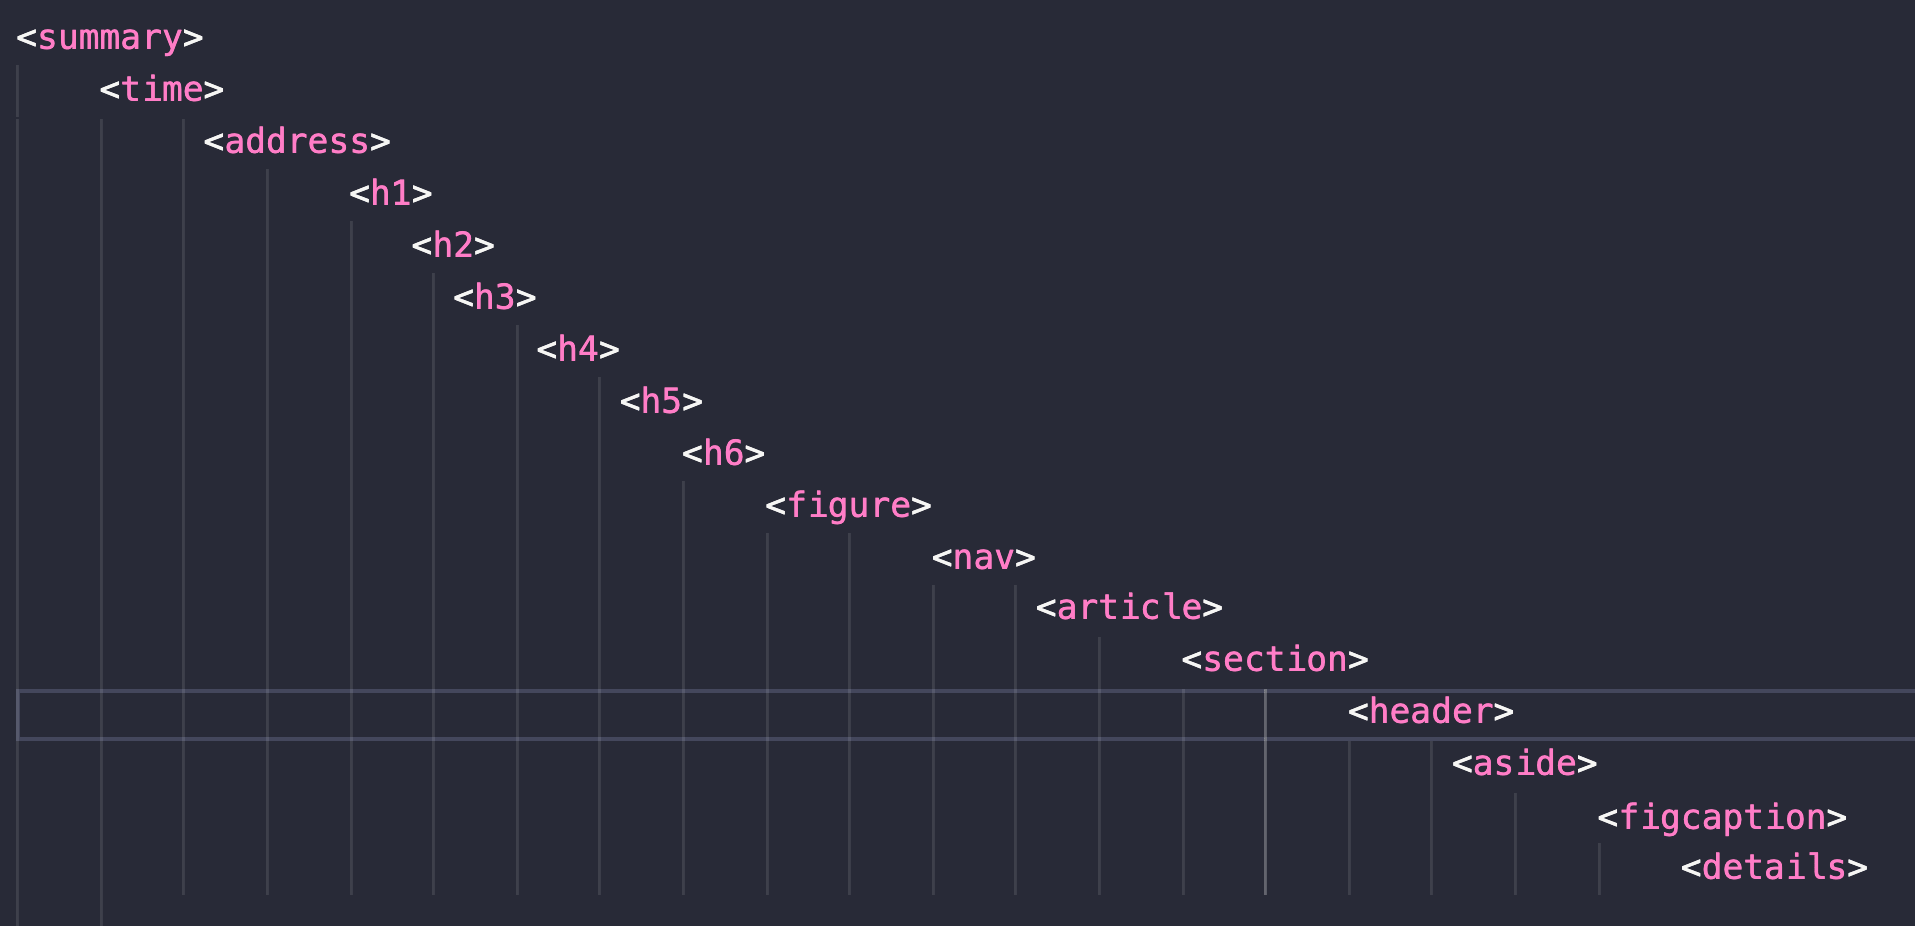 <summary>
<time>
<address>
<h1>
<h2>
<h3>
<h4>
<h5>
<h6>
<figure>
<nav>
<article>
<section>
<header>
<aside>
<figcaption>
<details>